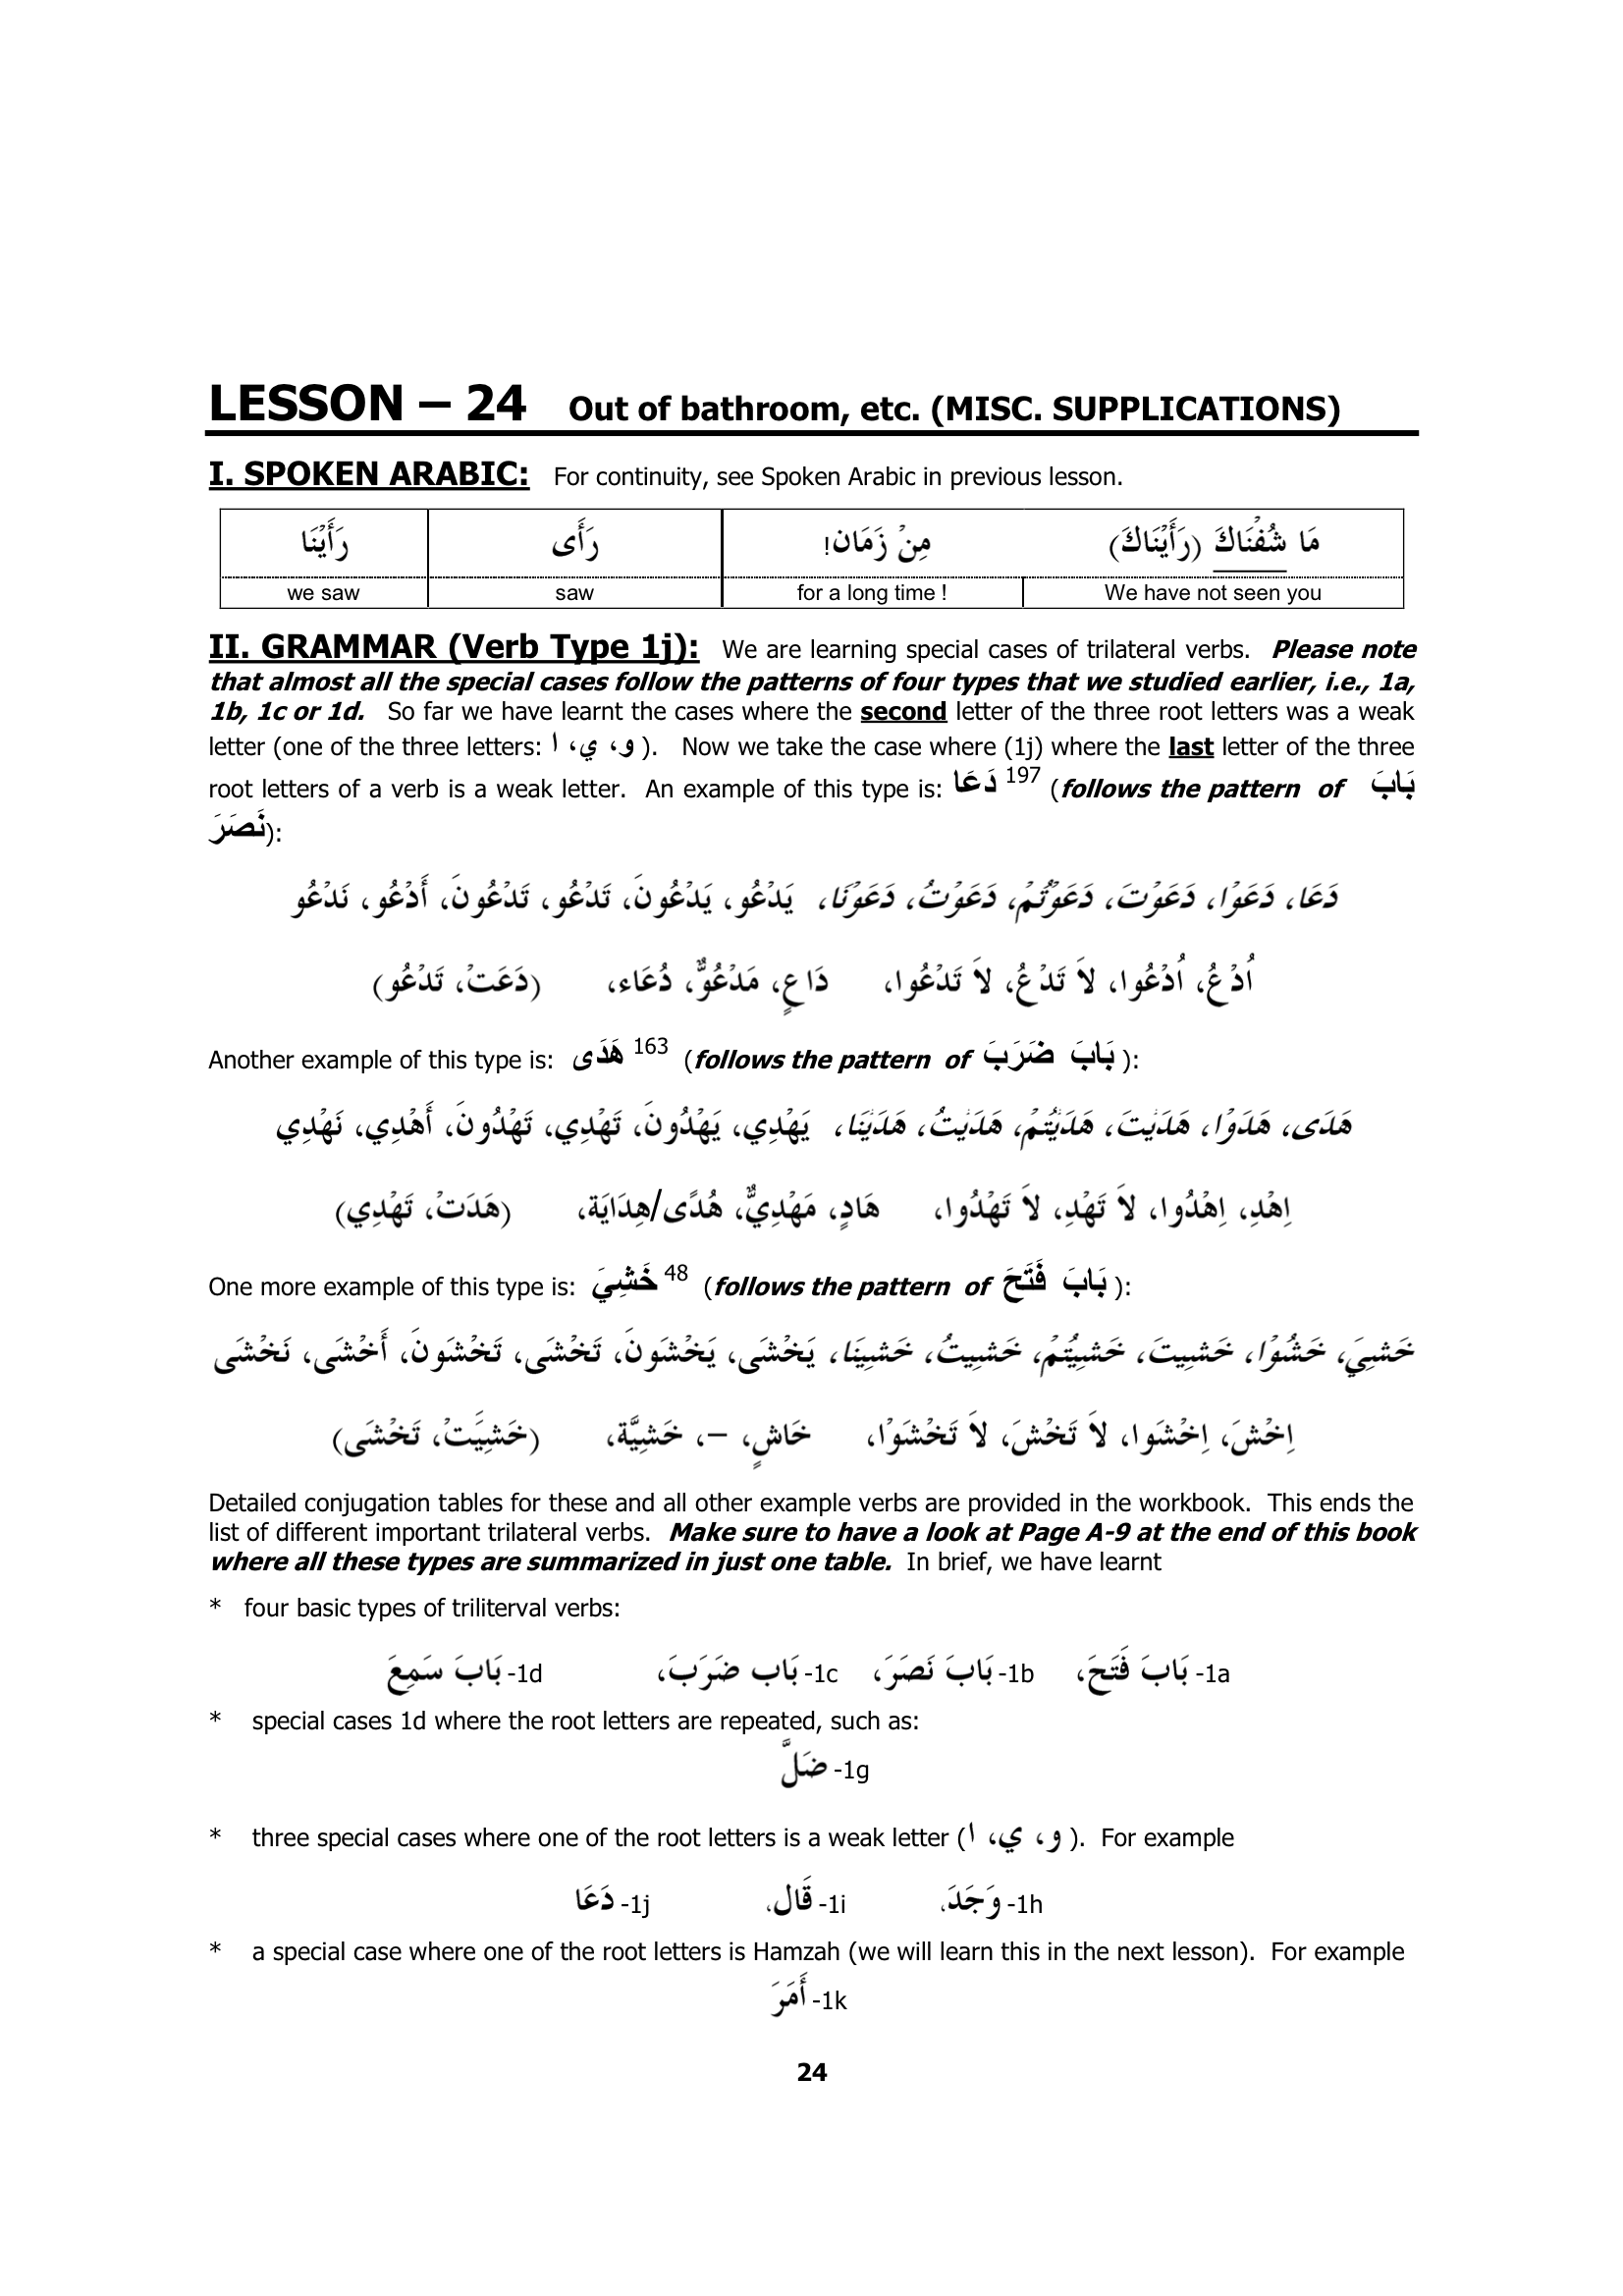 LESSON – 24 Out of bathroom, etc. (MISC. SUPPLICATIONS)
I. SPOKEN ARABIC: For continuity, see Spoken Arabic in previous lesson.
مَا شُفْنَاكَ (رَأَيْنَاكَ) مِنْ زَمَان! رَأَى رَأَيْنَا
We have not seen you for a long time ! saw we saw
II. GRAMMAR (Verb Type 1j): We are learning special cases of trilateral verbs. Please note
that almost all the special cases follow the patterns of four types that we studied earlier, i.e., 1a,
1b, 1c or 1d. So far we have learnt the cases where the second letter of the three root letters was a weak
letter (one of the three letters: و، ي، ا ). Now we take the case where (1j) where the last letter of the three
root letters of a verb is a weak letter. An example of this type is: دَعَا 197 (follows the pattern of بَابَ
نَصَرَ):
دَعَا، دَعَوْا، دَعَوْتَ، دَعَوْتُمْ، دَعَوْتُ، دَعَوْنَا، يَدْعُو، يَدْعُونَ، تَدْعُو، تَدْعُونَ، أَدْعُو، نَدْعُو
اُدْعُ، اُدْعُوا، لاَ تَدْعُ، لاَ تَدْعُوا، دَاعٍ، مَدْعُوٌّ، دُعَاء، (دَعَتْ، تَدْعُو)
Another example of this type is: هَدَى 163 (follows the pattern of بَابَ ضَرَبَ ):
هَدَى، هَدَوْا، هَدَيْتَ، هَدَيْتُمْ، هَدَيْتُ، هَدَيْنَا، يَهْدِي، يَهْدُونَ، تَهْدِي، تَهْدُونَ، أَهْدِي، نَهْدِي
اِهْدِ، اِهْدُوا، لاَ تَهْدِ، لاَ تَهْدُوا، هَادٍ، مَهْدِيٌّ، هُدًى/هِدَايَة، (هَدَتْ، تَهْدِي)
One more example of this type is: خَشِيَ 48 (follows the pattern of بَابَ فَتَحَ ):
خَشِيَ، خَشُوْا، خَشِيتَ، خَشِيُتمْ، خَشِيتُ، خَشِينَا، يَخْشَى، يَخْشَونَ، تَخْشَى، تَخْشَونَ، أَخْشَى، نَخْشَى
اِخْشَ، اِخْشَوا، لاَ تَخْشَ، لاَ تَخْشَوْا، خَاشٍ، –، خَشِيَّة، (خَشِيَتْ، تَخْشَى)
Detailed conjugation tables for these and all other example verbs are provided in the workbook. This ends the
list of different important trilateral verbs. Make sure to have a look at Page A-9 at the end of this book
where all these types are summarized in just one table. In brief, we have learnt
* four basic types of triliterval verbs:
1a- بَابَ فَتَحَ، 1b- بَابَ نَصَرَ، 1c- بَاب ضَرَبَ، 1d- بَابَ سَمِعَ
* special cases 1d where the root letters are repeated, such as:
1g- ضَلَّ
* three special cases where one of the root letters is a weak letter (و، ي، ا ). For example
1h- وَجَدَ، 1i- قَال، 1j- دَعَا
* a special case where one of the root letters is Hamzah (we will learn this in the next lesson). For example
1k- أَمَرَ
24